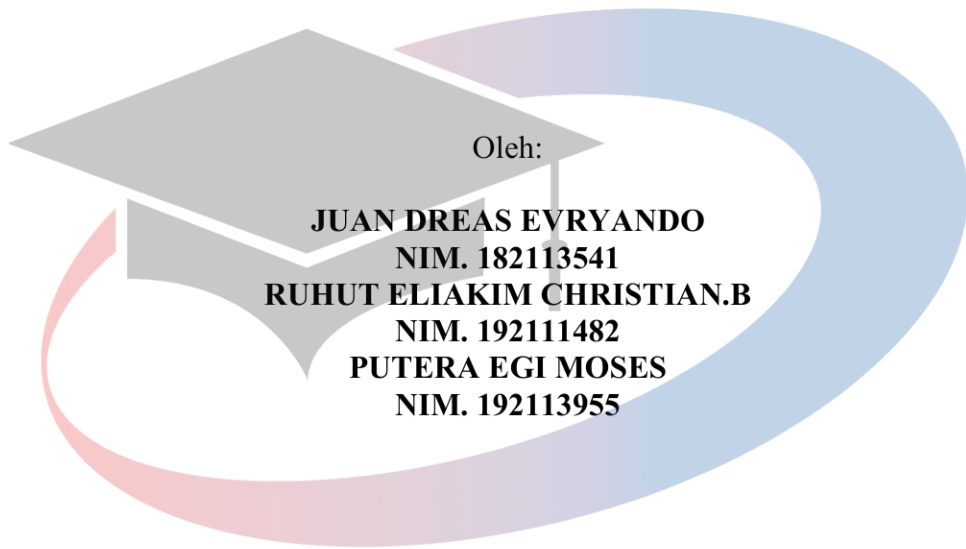 Oleh:
JUAN DREAS EVRYANDO
NIM. 182113541
RUHUT ELIAKIM CHRISTIAN.B
NIM. 192111482
PUTERA EGI MOSES
NIM. 192113955